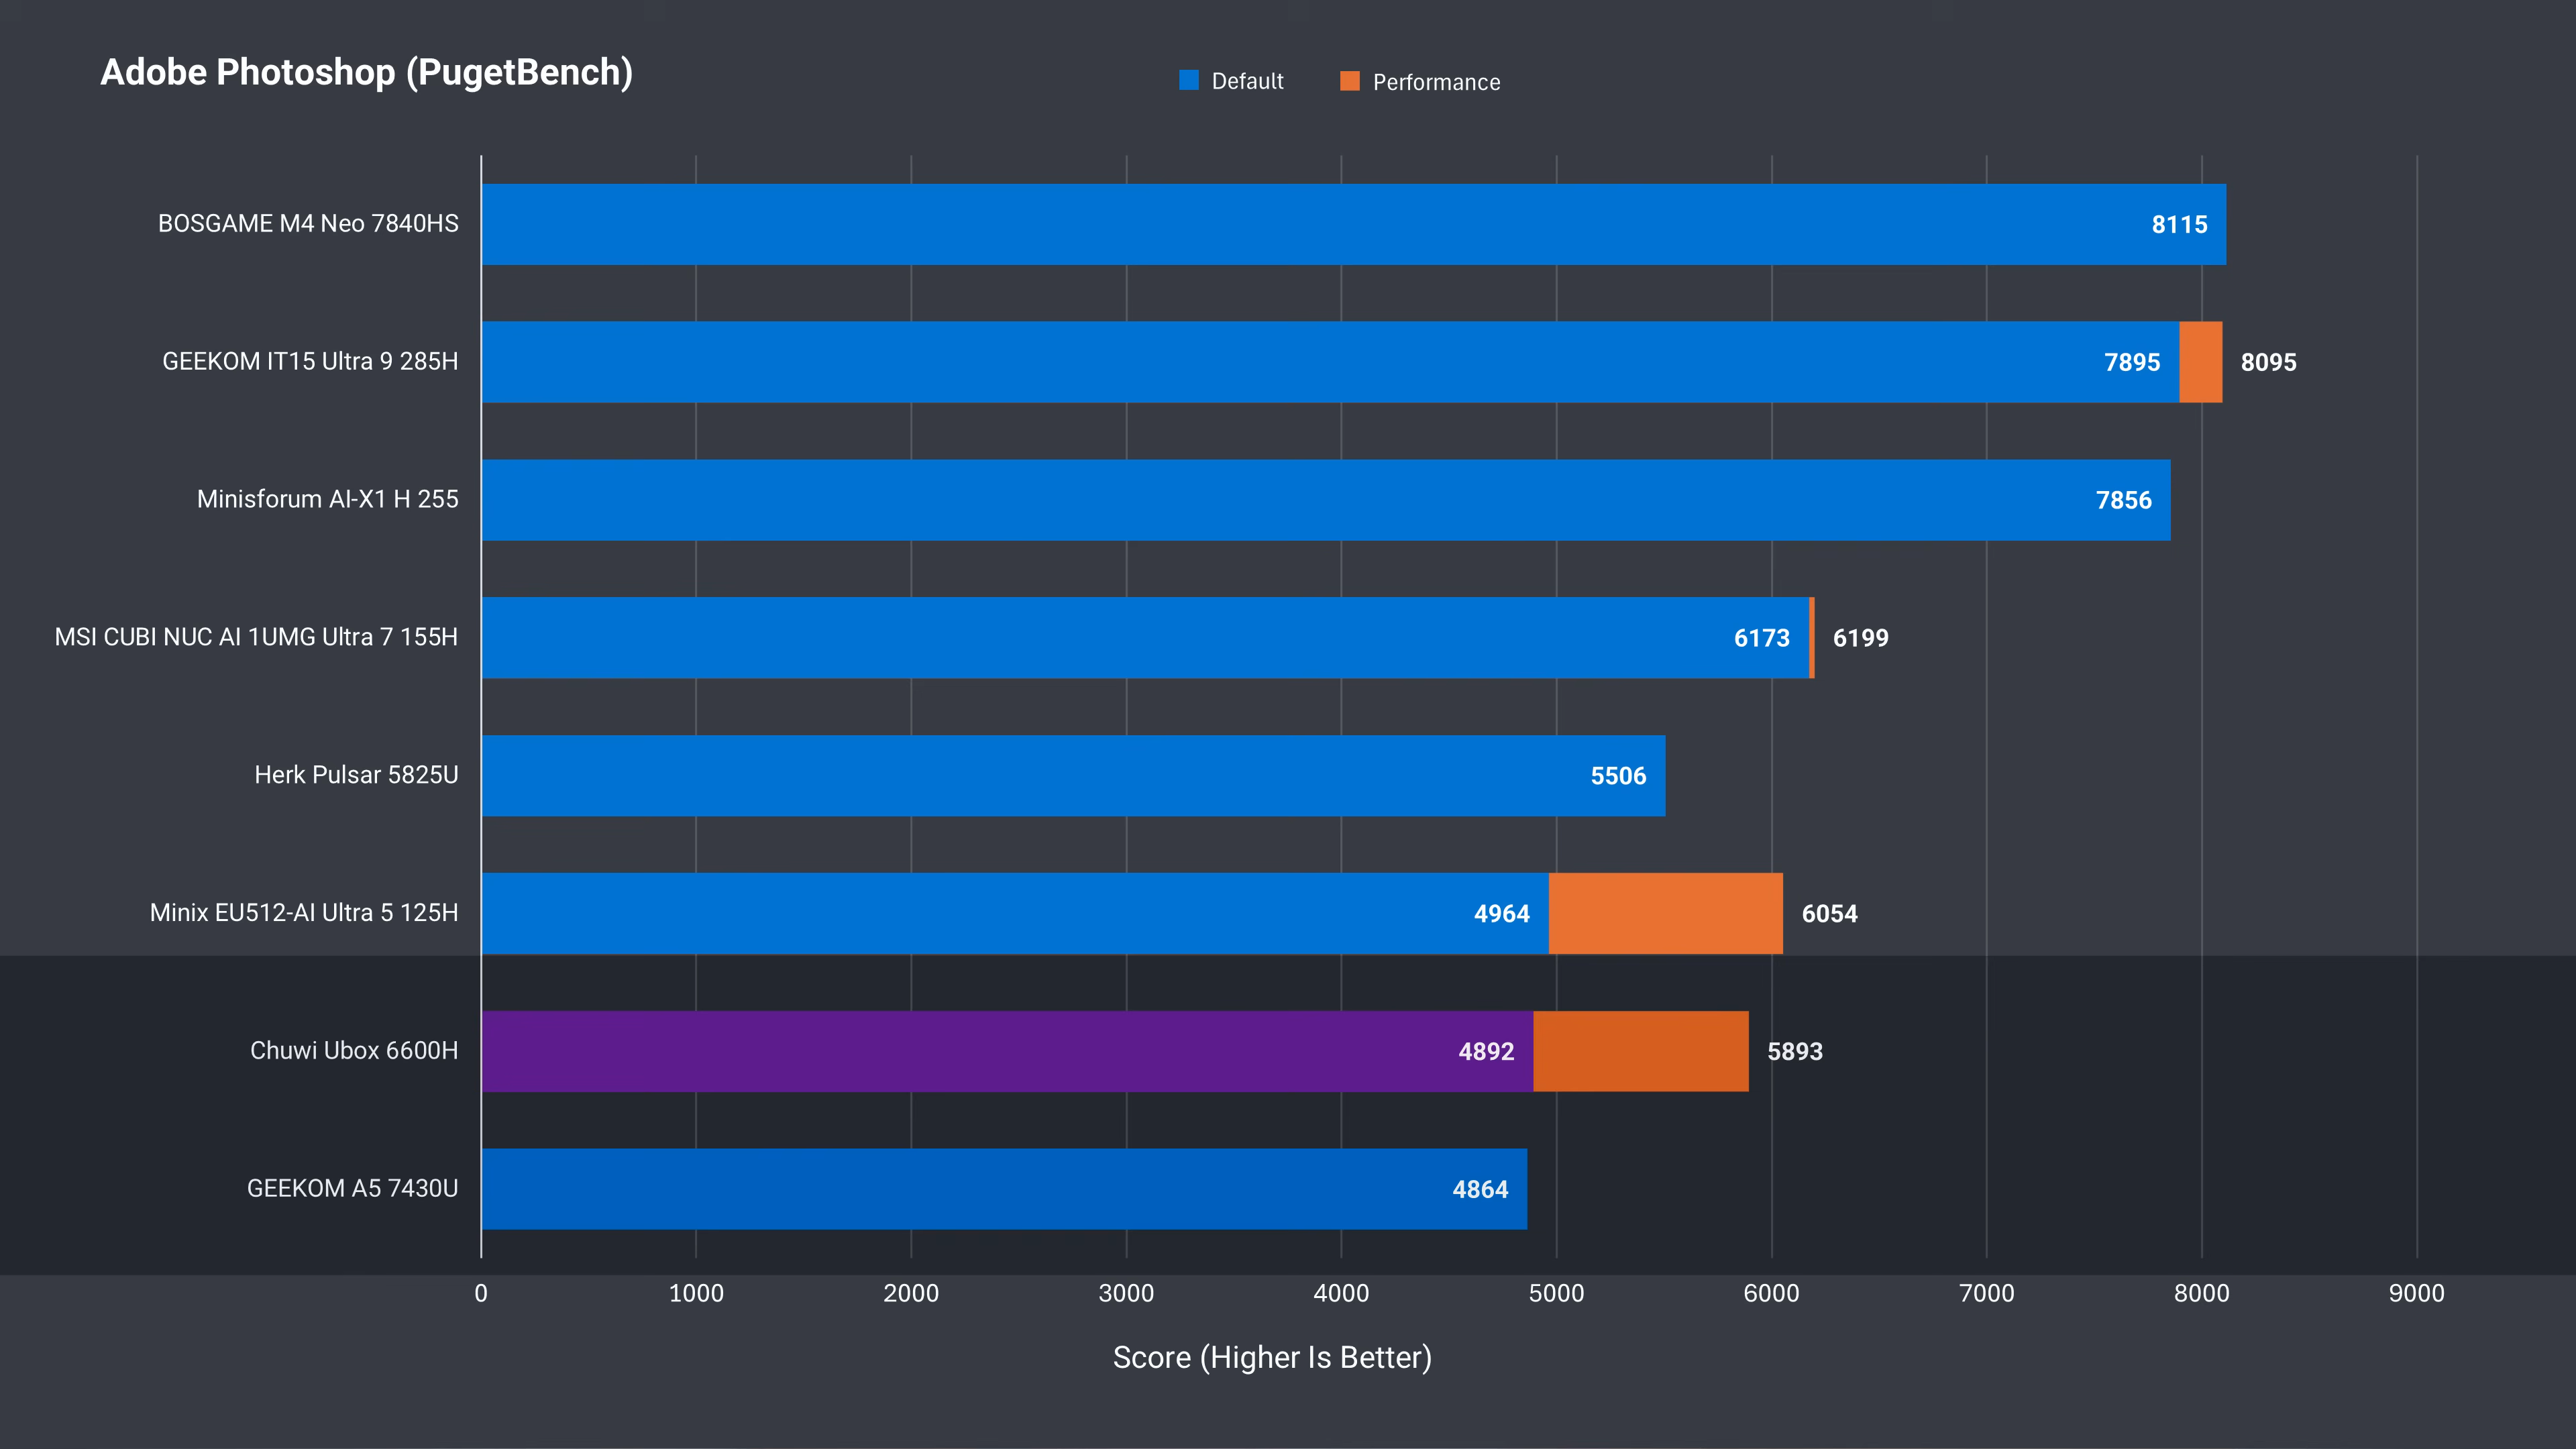 Adobe Photoshop (PugetBench)
Default
Performance
BOSGAME M4 Neo 7840HS
8115
GEEKOM IT15 Ultra 9 285H
7895
8095
Minisforum AI-X1 H 255
7856
MSI CUBI NUC AI 1UMG Ultra 7 155H
6173
6199
Herk Pulsar 5825U
5506
Minix EU512-AI Ultra 5 125H
4964
6054
Chuwi Ubox 6600H
4892
5893
GEEKOM A5 7430U
4864
0 1000 2000 3000 4000 5000 6000 7000 8000 9000
Score (Higher Is Better)